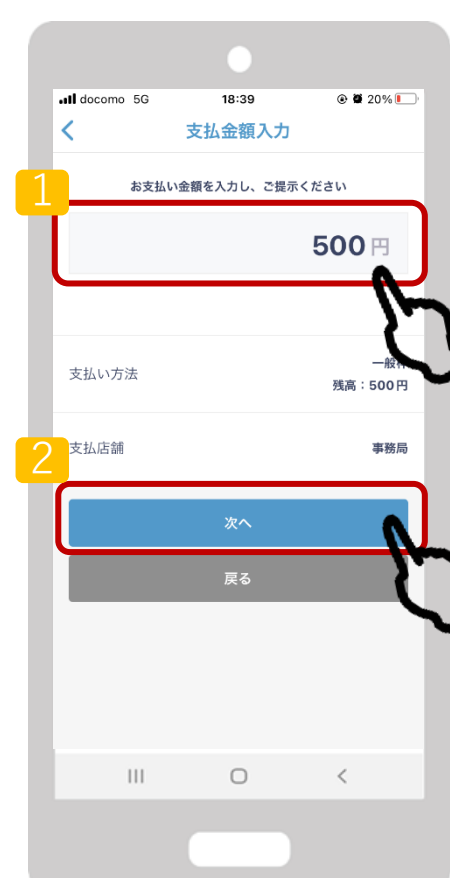 docomo 5G 18:39 20%
支払金額入力
1
お支払い金額を入力し、ご提示ください
500円
支払い方法
一般
残高：500円
2
支払店舗
事務局
次へ
戻る